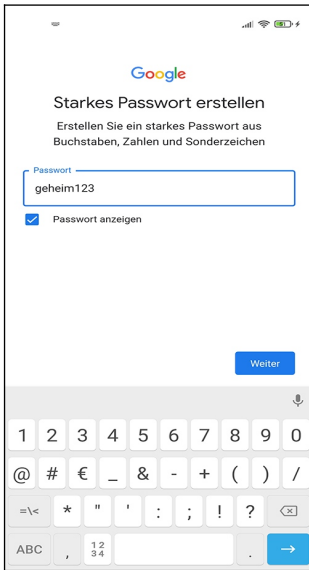 Google
Starkes Passwort erstellen
Erstellen Sie ein starkes Passwort aus
Buchstaben, Zahlen und Sonderzeichen
Passwort
geheim123
Passwort anzeigen
Weiter
1 2 3 4 5 6 7 8 9 0
@ # € _ & - + ( ) /
=\< * " ' : ; ! ?
ABC , 12 34 .